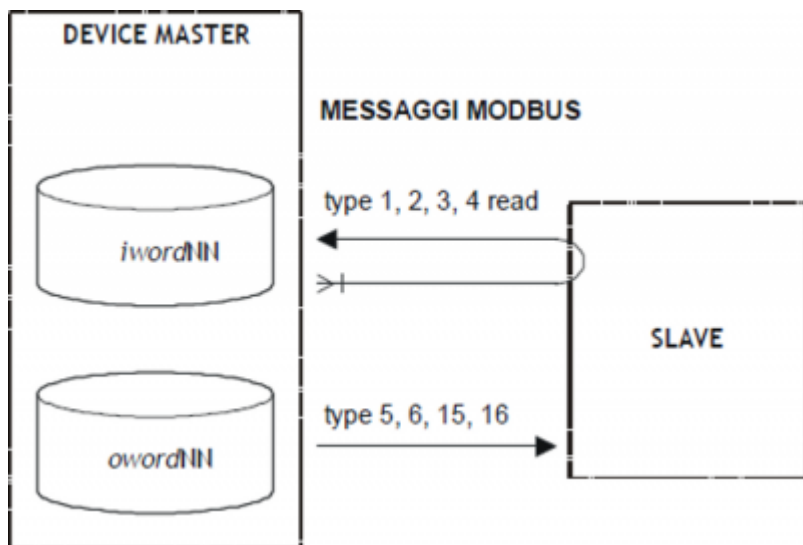 DEVICE MASTER
MESSAGGI MODBUS
type 1, 2, 3, 4 read
iwordNN
SLAVE
type 5, 6, 15, 16
owordNN